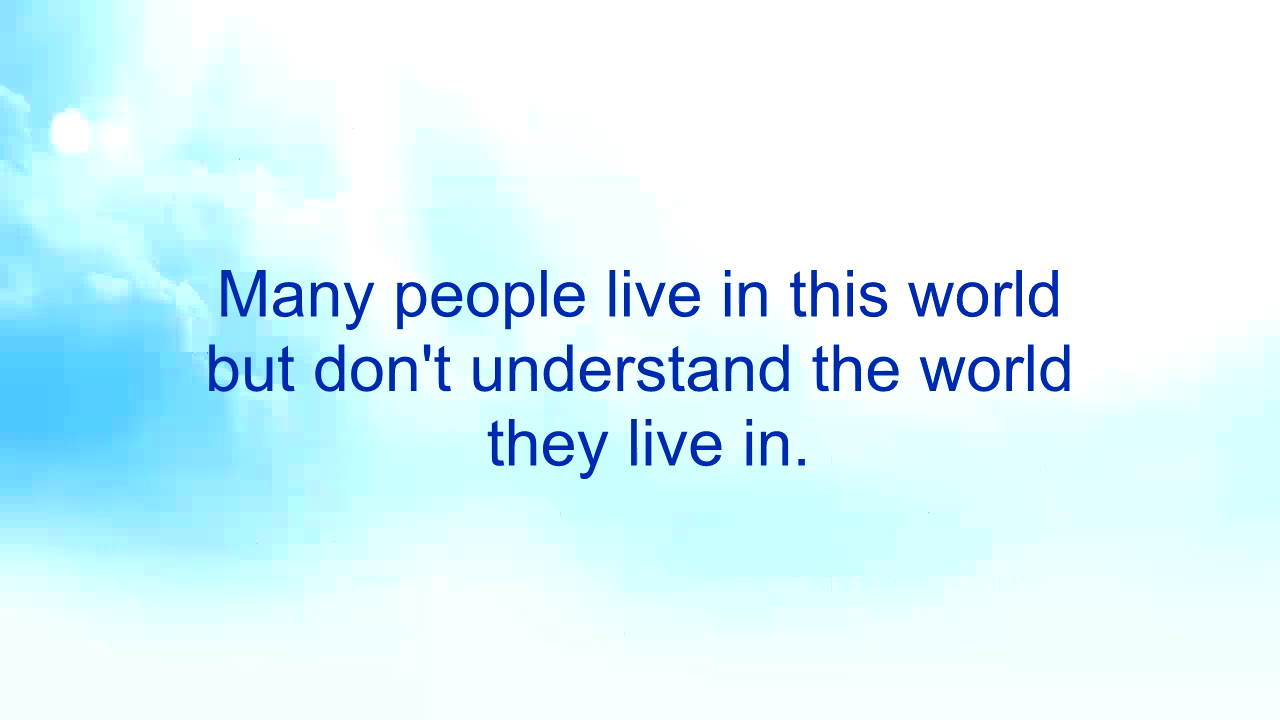 Many people live in this world
but don't understand the world
they live in.